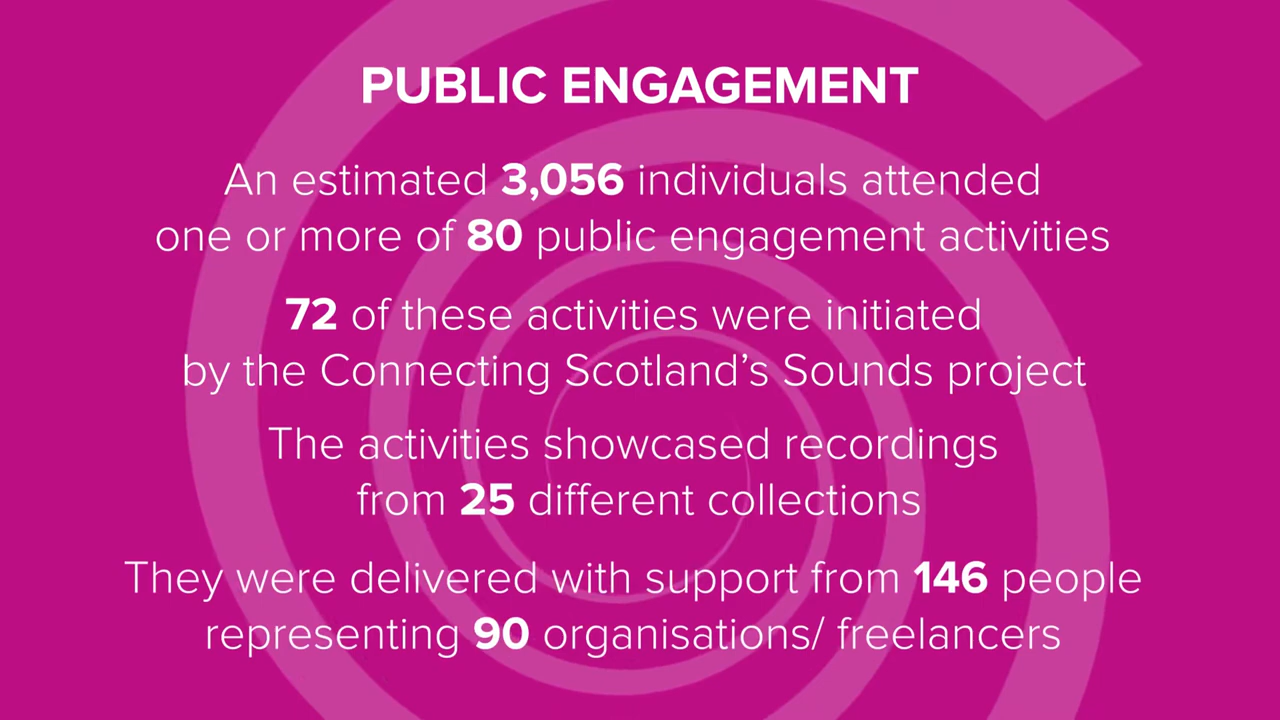 PUBLIC ENGAGEMENT
An estimated 3,056 individuals attended
one or more of 80 public engagement activities
72 of these activities were initiated
by the Connecting Scotland’s Sounds project
The activities showcased recordings
from 25 different collections
They were delivered with support from 146 people
representing 90 organisations/ freelancers